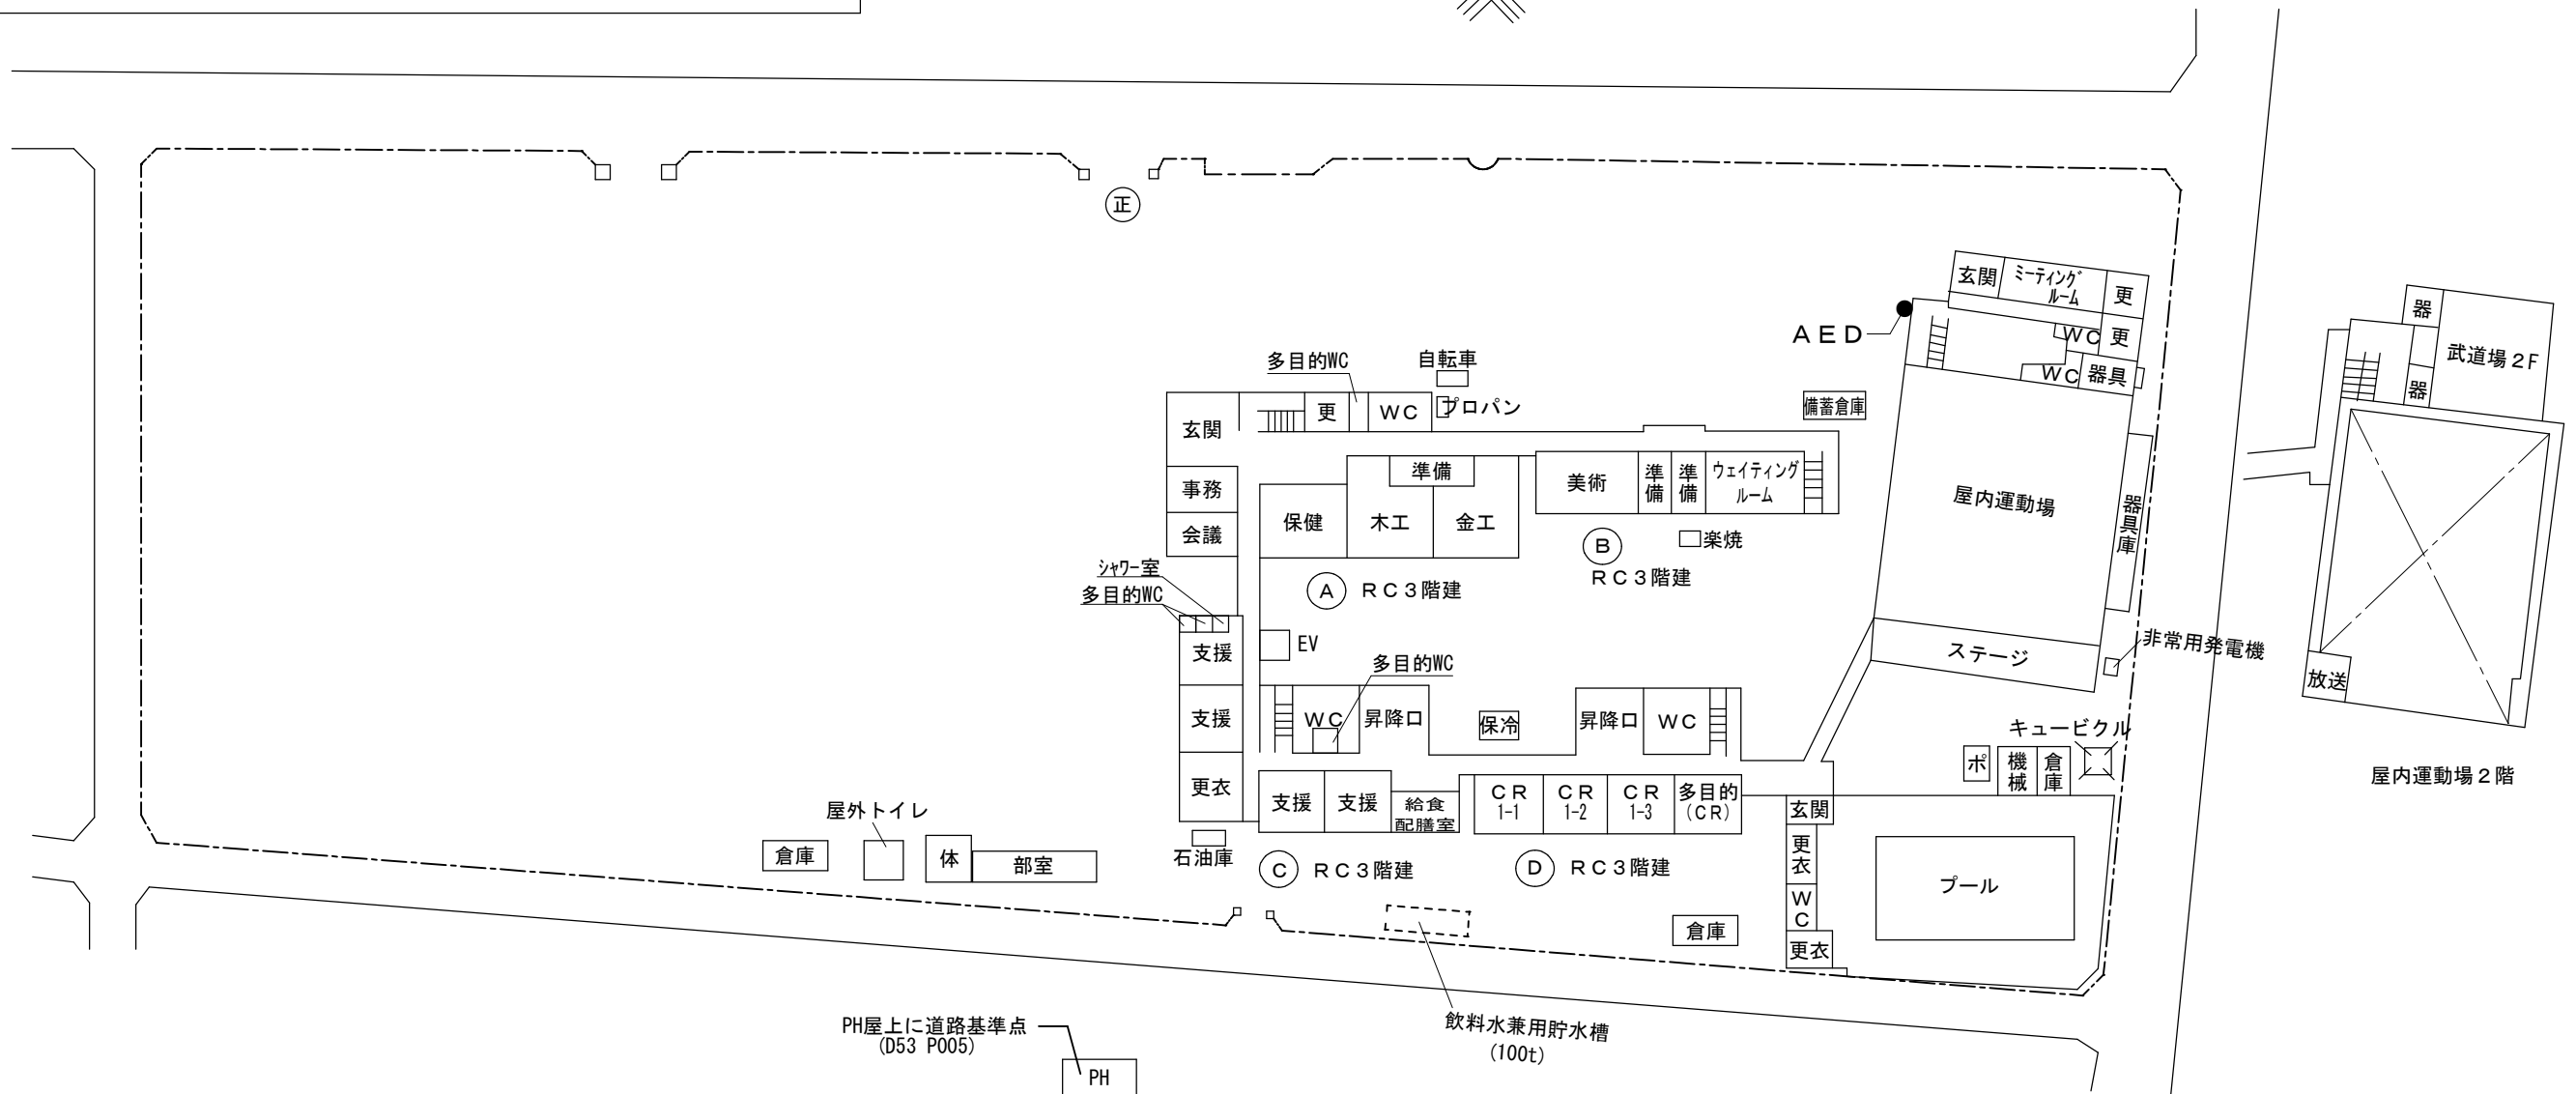 正
玄関
ミーティング
ルーム
更
ＡＥＤ
ＷＣ
更
ＷＣ
器具
器
武道場２Ｆ
器
多目的WC
自転車
プロパン
更
ＷＣ
備蓄倉庫
玄関
準備
事務
美術
準備
準備
ウェイティング
ルーム
屋内運動場
器具庫
保健
木工
金工
会議
Ｂ
楽焼
ＲＣ３階建
シャワー室
多目的WC
Ａ
ＲＣ３階建
支援
EV
多目的WC
ステージ
非常用発電機
放送
支援
ＷＣ
昇降口
保冷
昇降口
ＷＣ
キュービクル
ポ
機械
倉庫
屋内運動場２階
更衣
支援
支援
給食
配膳室
ＣＲ
1-1
ＣＲ
1-2
ＣＲ
1-3
多目的
(ＣＲ)
玄関
屋外トイレ
倉庫
体
部室
石油庫
Ｃ
ＲＣ３階建
Ｄ
ＲＣ３階建
更衣
ＷＣ
更衣
プール
倉庫
飲料水兼用貯水槽
(100t)
PH屋上に道路基準点
(D53 P005)
PH